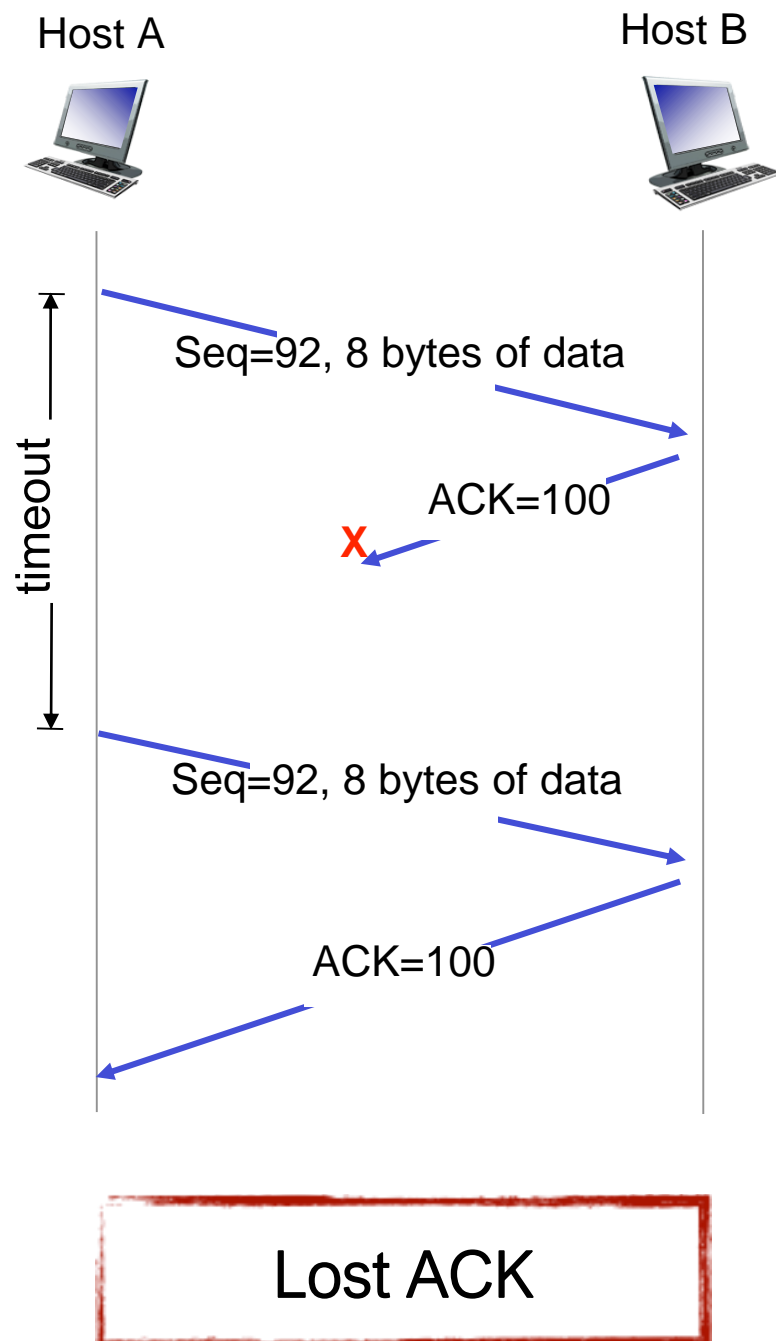 Host A
Host B
Seq=92, 8 bytes of data
ACK=100
X
timeout
Seq=92, 8 bytes of data
ACK=100
Lost ACK